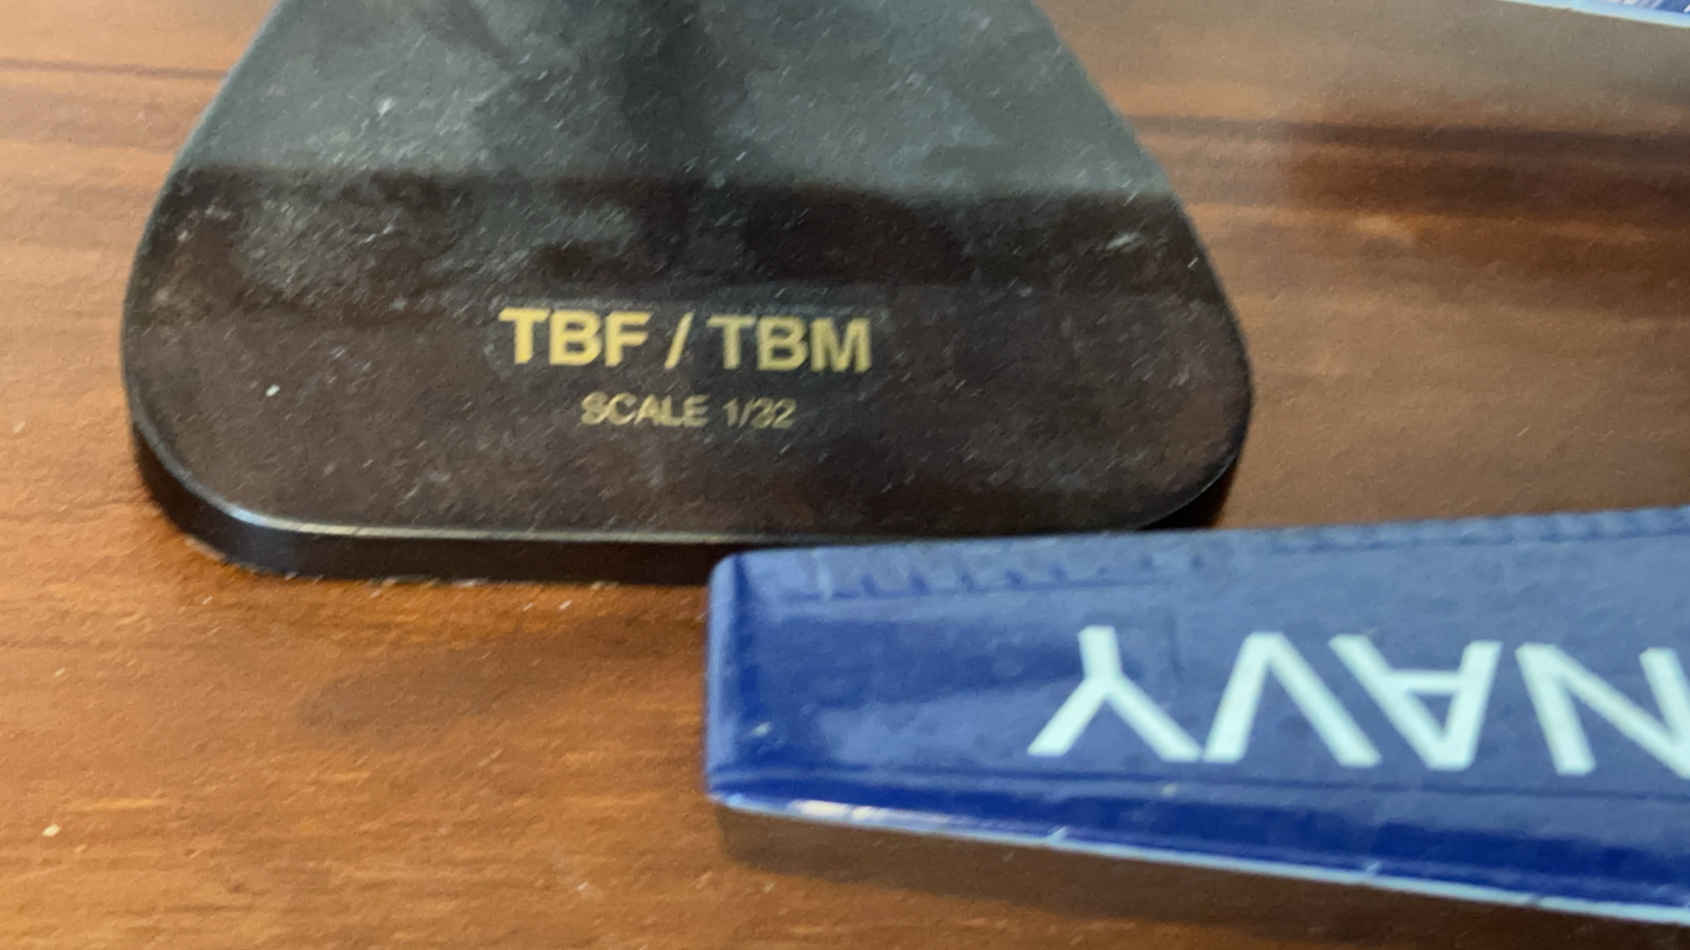 TBF / TBM
SCALE 1/32
NAVY